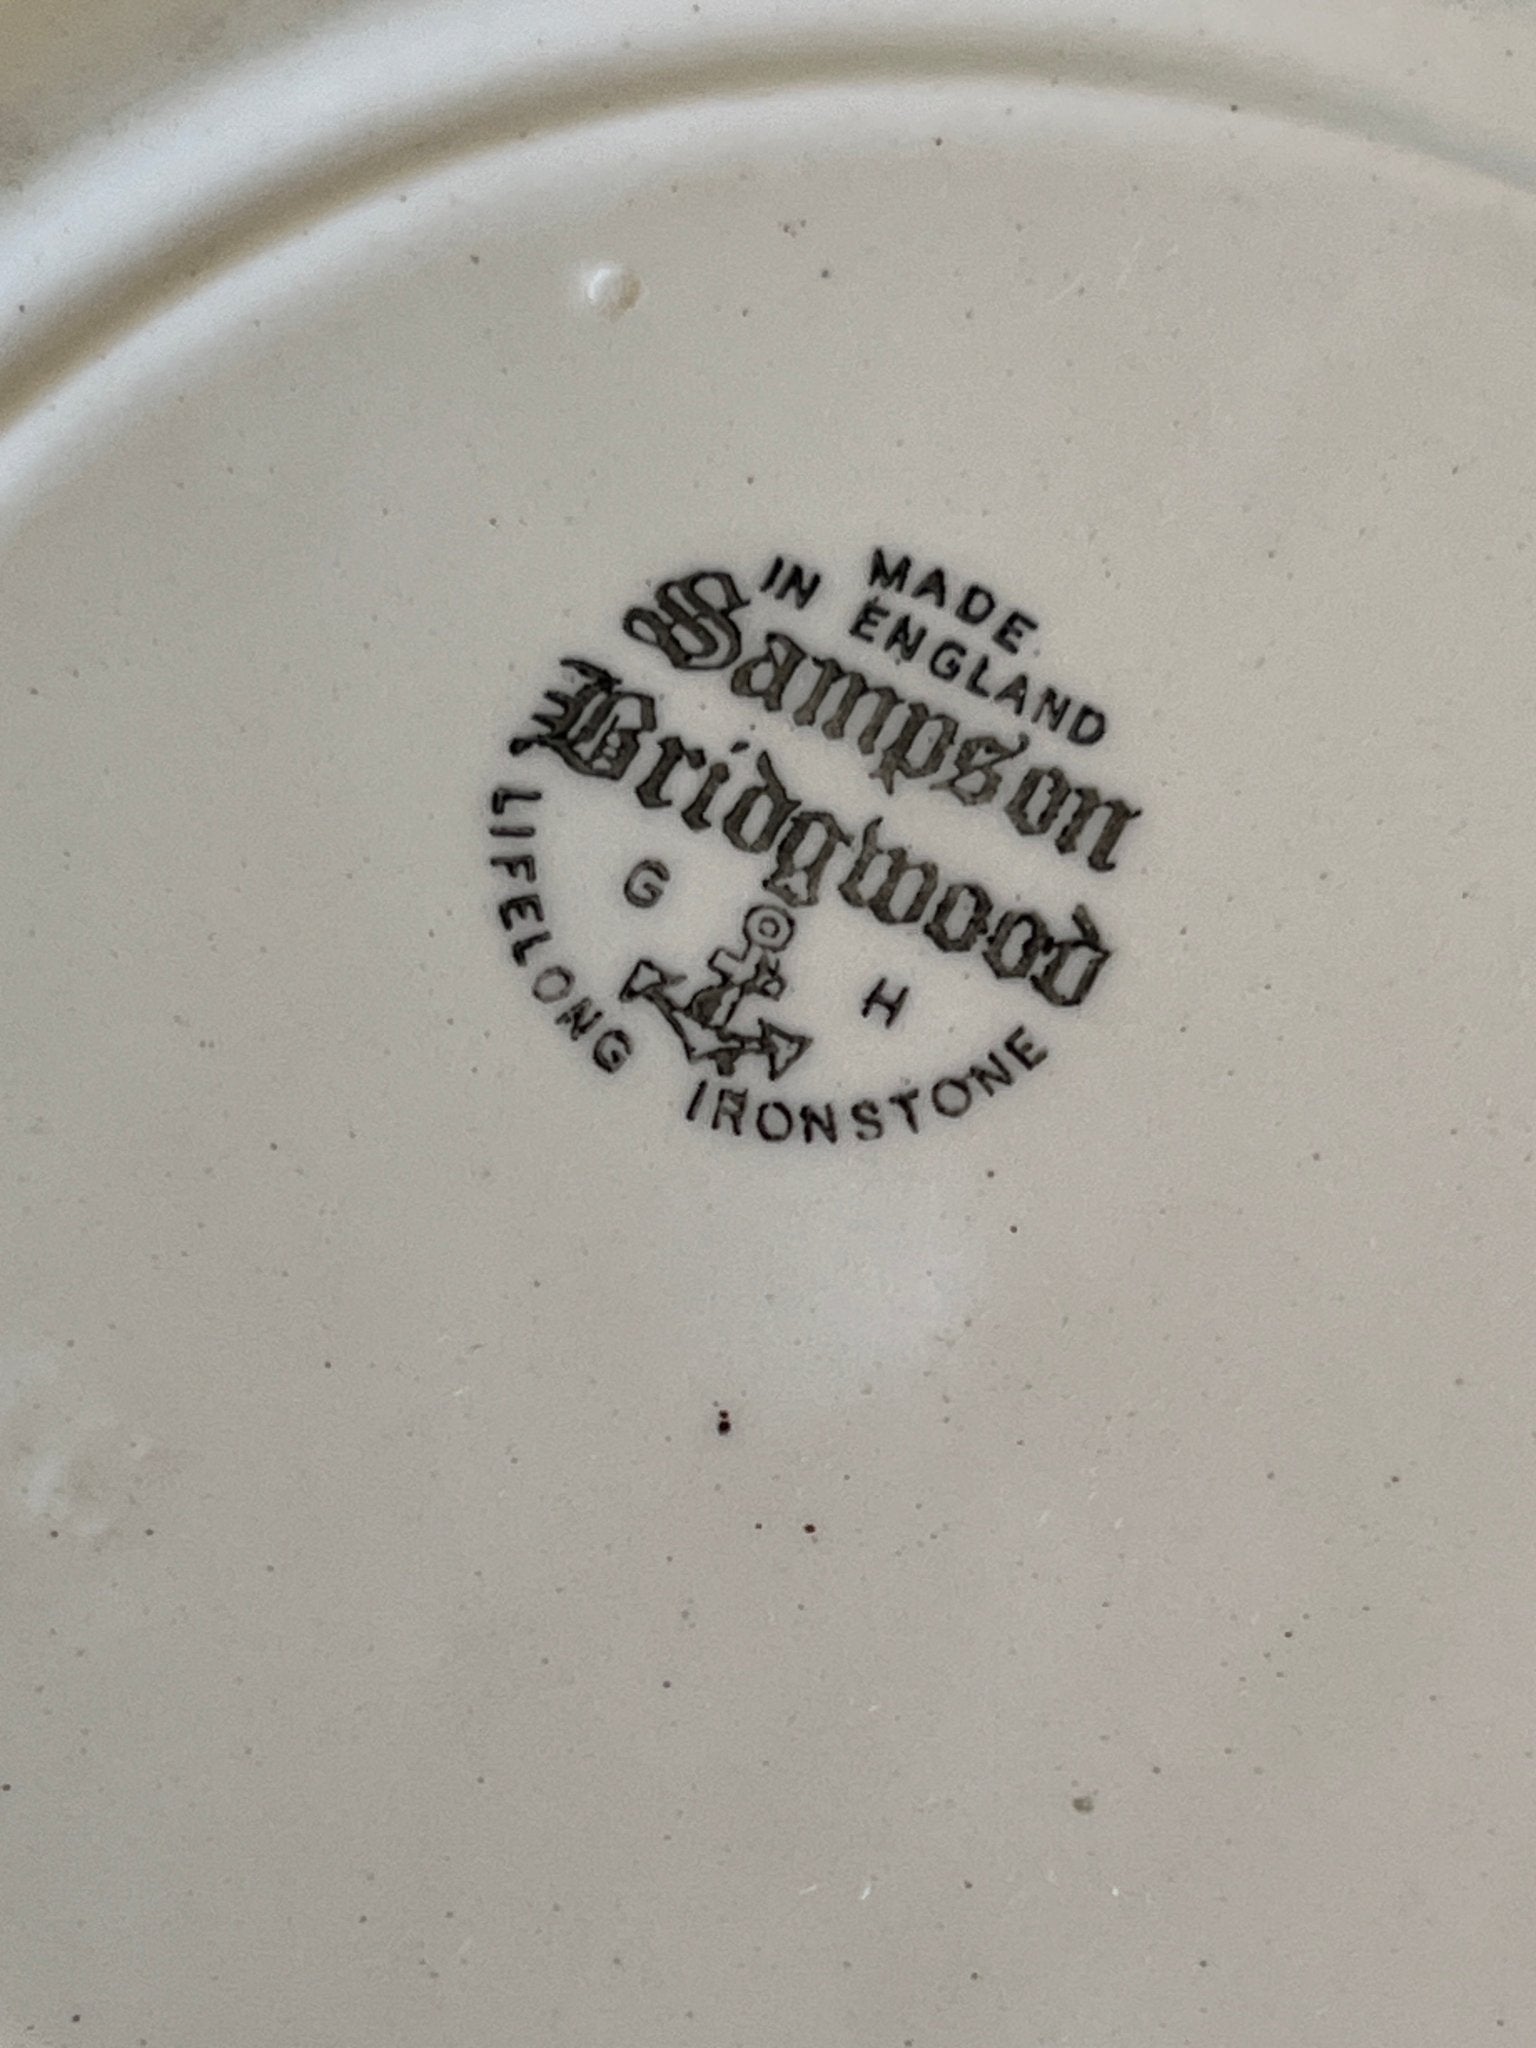 MADE
IN ENGLAND
Sampson
Bridgwood
G H
LIFELONG IRONSTONE